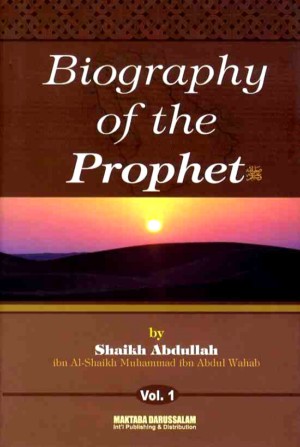 Biography
of the
Prophet ﷺ
by
Shaikh Abdullah
ibn Al-Shaikh Muhammad ibn Abdul Wahab
Vol. 1
MAKTABA DARUSSALAM
Int'l Publishing & Distribution